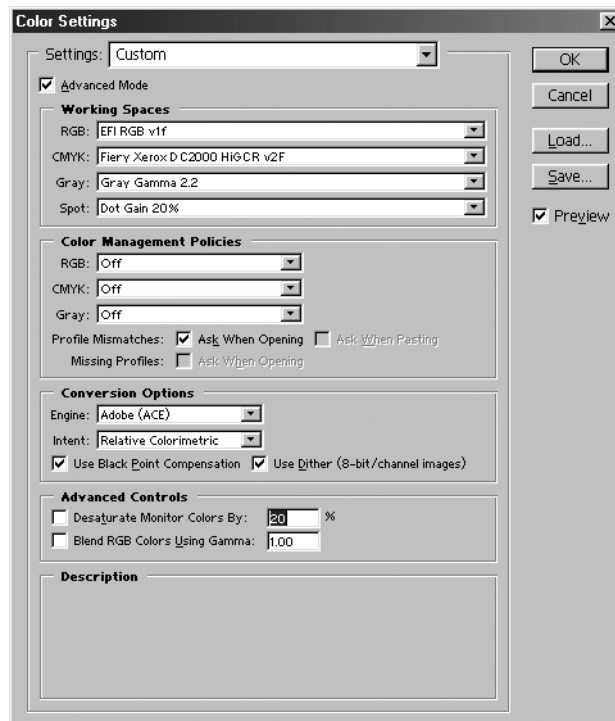 Color Settings
Settings: Custom
OK
Advanced Mode
Cancel
Working Spaces
RGB: EFI RGB v1f
Load...
CMYK: Fiery Xerox DC2000 HiGCR v2F
Gray: Gray Gamma 2.2
Save...
Spot: Dot Gain 20%
Preview
Color Management Policies
RGB: Off
CMYK: Off
Gray: Off
Profile Mismatches: Ask When Opening Ask When Pasting
Missing Profiles: Ask When Opening
Conversion Options
Engine: Adobe (ACE)
Intent: Relative Colorimetric
Use Black Point Compensation Use Dither (8-bit/channel images)
Advanced Controls
Desaturate Monitor Colors By: 20 %
Blend RGB Colors Using Gamma: 1.00
Description